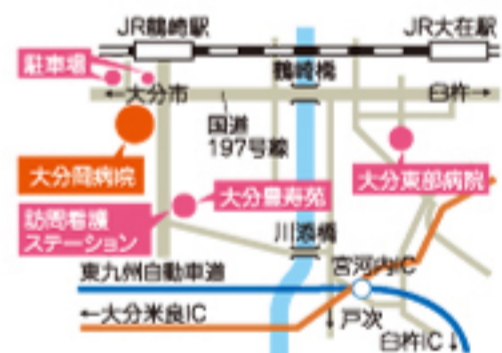 JR鶴崎駅
JR大在駅
駐車場
鶴崎橋
←大分市
臼杵→
国道
197号線
大分岡病院
大分東部病院
大分豊寿苑
訪問看護
ステーション
川添橋
東九州自動車道
宮河内IC
←大分米良IC
↓戸次
臼杵IC↓